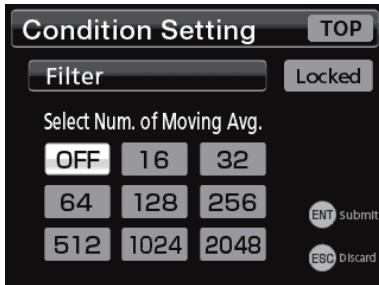 Condition Setting TOP
Filter Locked
Select Num. of Moving Avg.
OFF 16 32
64 128 256
ENT Submit
512 1024 2048
ESC Discard